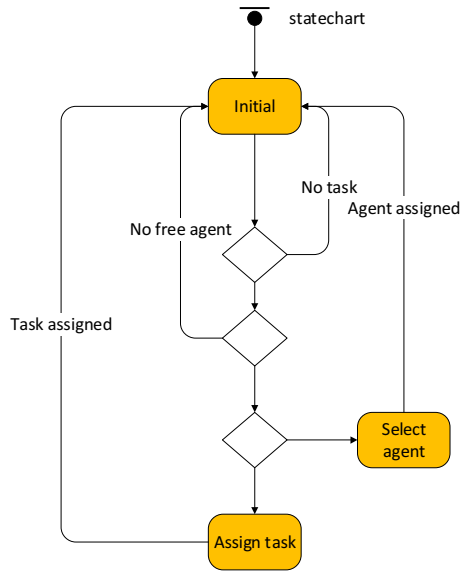 statechart
Initial
No task
Agent assigned
No free agent
Task assigned
Select
agent
Assign task